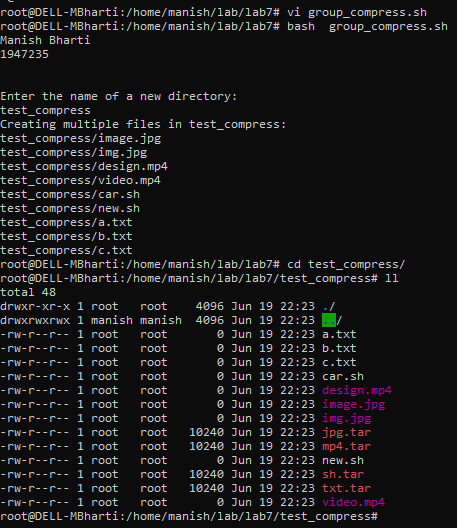 root@DELL-MBharti:/home/manish/lab/lab7# vi group_compress.sh
root@DELL-MBharti:/home/manish/lab/lab7# bash  group_compress.sh
Manish Bharti
1947235
Enter the name of a new directory:
test_compress
Creating multiple files in test_compress:
test_compress/image.jpg
test_compress/img.jpg
test_compress/design.mp4
test_compress/video.mp4
test_compress/car.sh
test_compress/new.sh
test_compress/a.txt
test_compress/b.txt
test_compress/c.txt
root@DELL-MBharti:/home/manish/lab/lab7# cd test_compress/
root@DELL-MBharti:/home/manish/lab/lab7/test_compress# ll
total 48
drwxr-xr-x 1 root   root    4096 Jun 19 22:23 ./
drwxrwxrwx 1 manish manish  4096 Jun 19 22:23 ../
-rw-r--r-- 1 root   root       0 Jun 19 22:23 a.txt
-rw-r--r-- 1 root   root       0 Jun 19 22:23 b.txt
-rw-r--r-- 1 root   root       0 Jun 19 22:23 c.txt
-rw-r--r-- 1 root   root       0 Jun 19 22:23 car.sh
-rw-r--r-- 1 root   root       0 Jun 19 22:23 design.mp4
-rw-r--r-- 1 root   root       0 Jun 19 22:23 image.jpg
-rw-r--r-- 1 root   root       0 Jun 19 22:23 img.jpg
-rw-r--r-- 1 root   root   10240 Jun 19 22:23 jpg.tar
-rw-r--r-- 1 root   root   10240 Jun 19 22:23 mp4.tar
-rw-r--r-- 1 root   root       0 Jun 19 22:23 new.sh
-rw-r--r-- 1 root   root   10240 Jun 19 22:23 sh.tar
-rw-r--r-- 1 root   root   10240 Jun 19 22:23 txt.tar
-rw-r--r-- 1 root   root       0 Jun 19 22:23 video.mp4
root@DELL-MBharti:/home/manish/lab/lab7/test_compress#